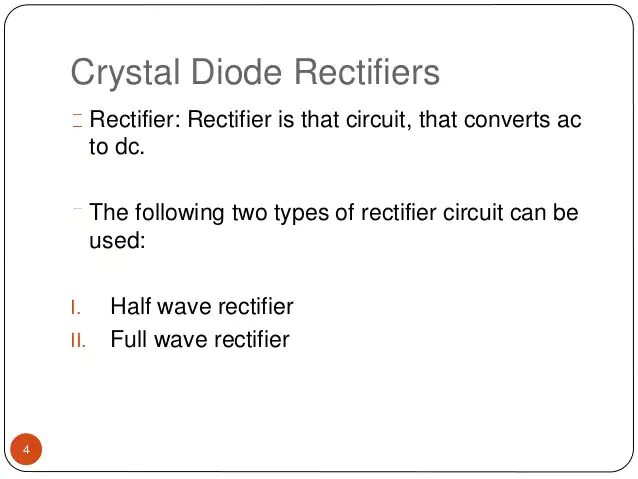 Crystal Diode Rectifiers
Rectifier: Rectifier is that circuit, that converts ac
to dc.
The following two types of rectifier circuit can be
used:
I. Half wave rectifier
II. Full wave rectifier
4